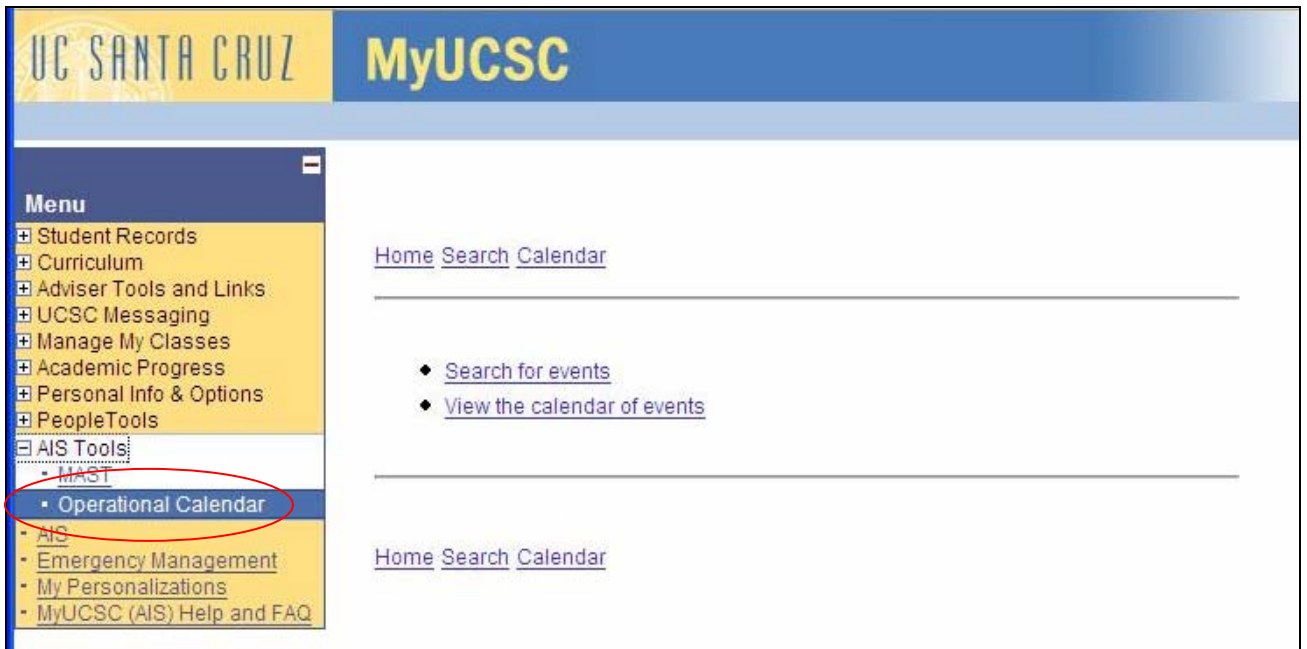 UC SANTA CRUZ MyUCSC
Menu
Student Records
Curriculum
Adviser Tools and Links
UCSC Messaging
Manage My Classes
Academic Progress
Personal Info & Options
PeopleTools
AIS Tools
MAST
Operational Calendar
AIS
Emergency Management
My Personalizations
MyUCSC (AIS) Help and FAQ
Home Search Calendar
Search for events
View the calendar of events
Home Search Calendar